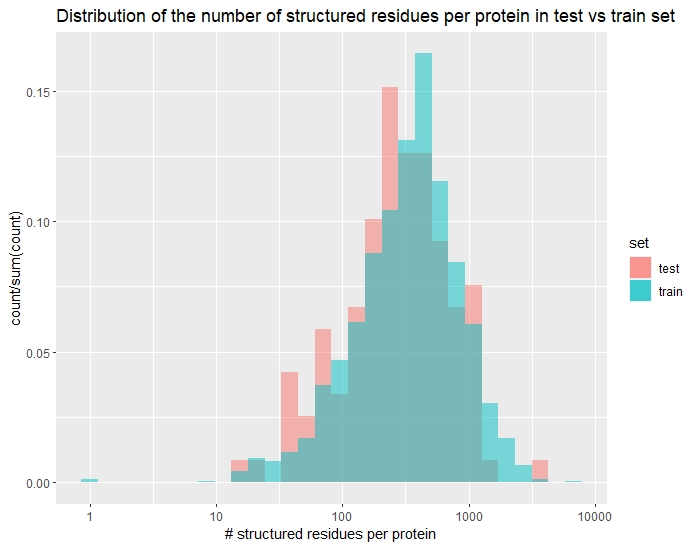 Distribution of the number of structured residues per protein in test vs train set
count/sum(count)
0.15
0.10
0.05
0.00
1
10
100
1000
10000
# structured residues per protein
set
test
train